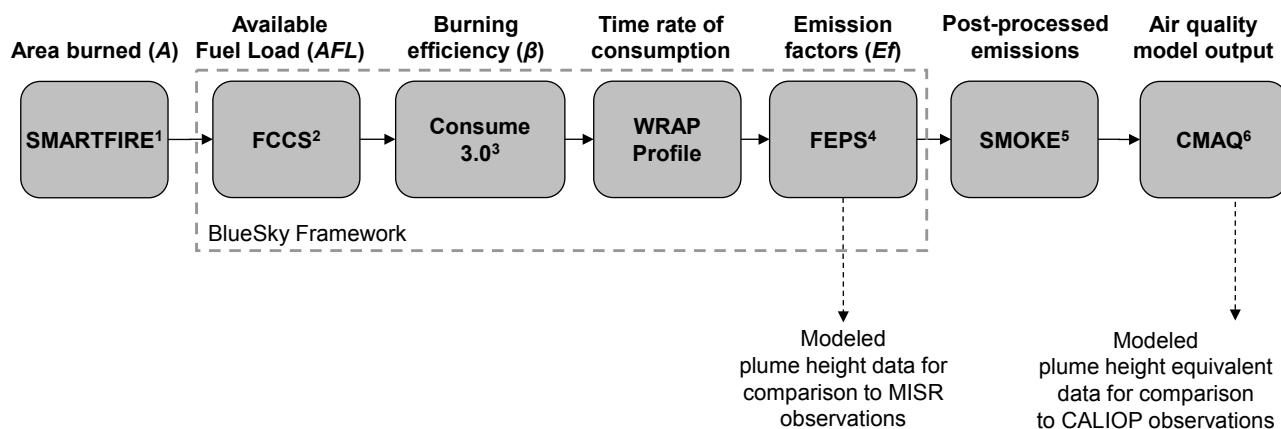 Area burned (A)
Available
Fuel Load (AFL)
Burning
efficiency (β)
Time rate of
consumption
Emission
factors (Ef)
Post-processed
emissions
Air quality
model output
SMARTFIRE¹
FCCS²
Consume
3.0³
WRAP
Profile
FEPS⁴
SMOKE⁵
CMAQ⁶
BlueSky Framework
Modeled
plume height data for
comparison to MISR
observations
Modeled
plume height equivalent
data for comparison
to CALIOP observations